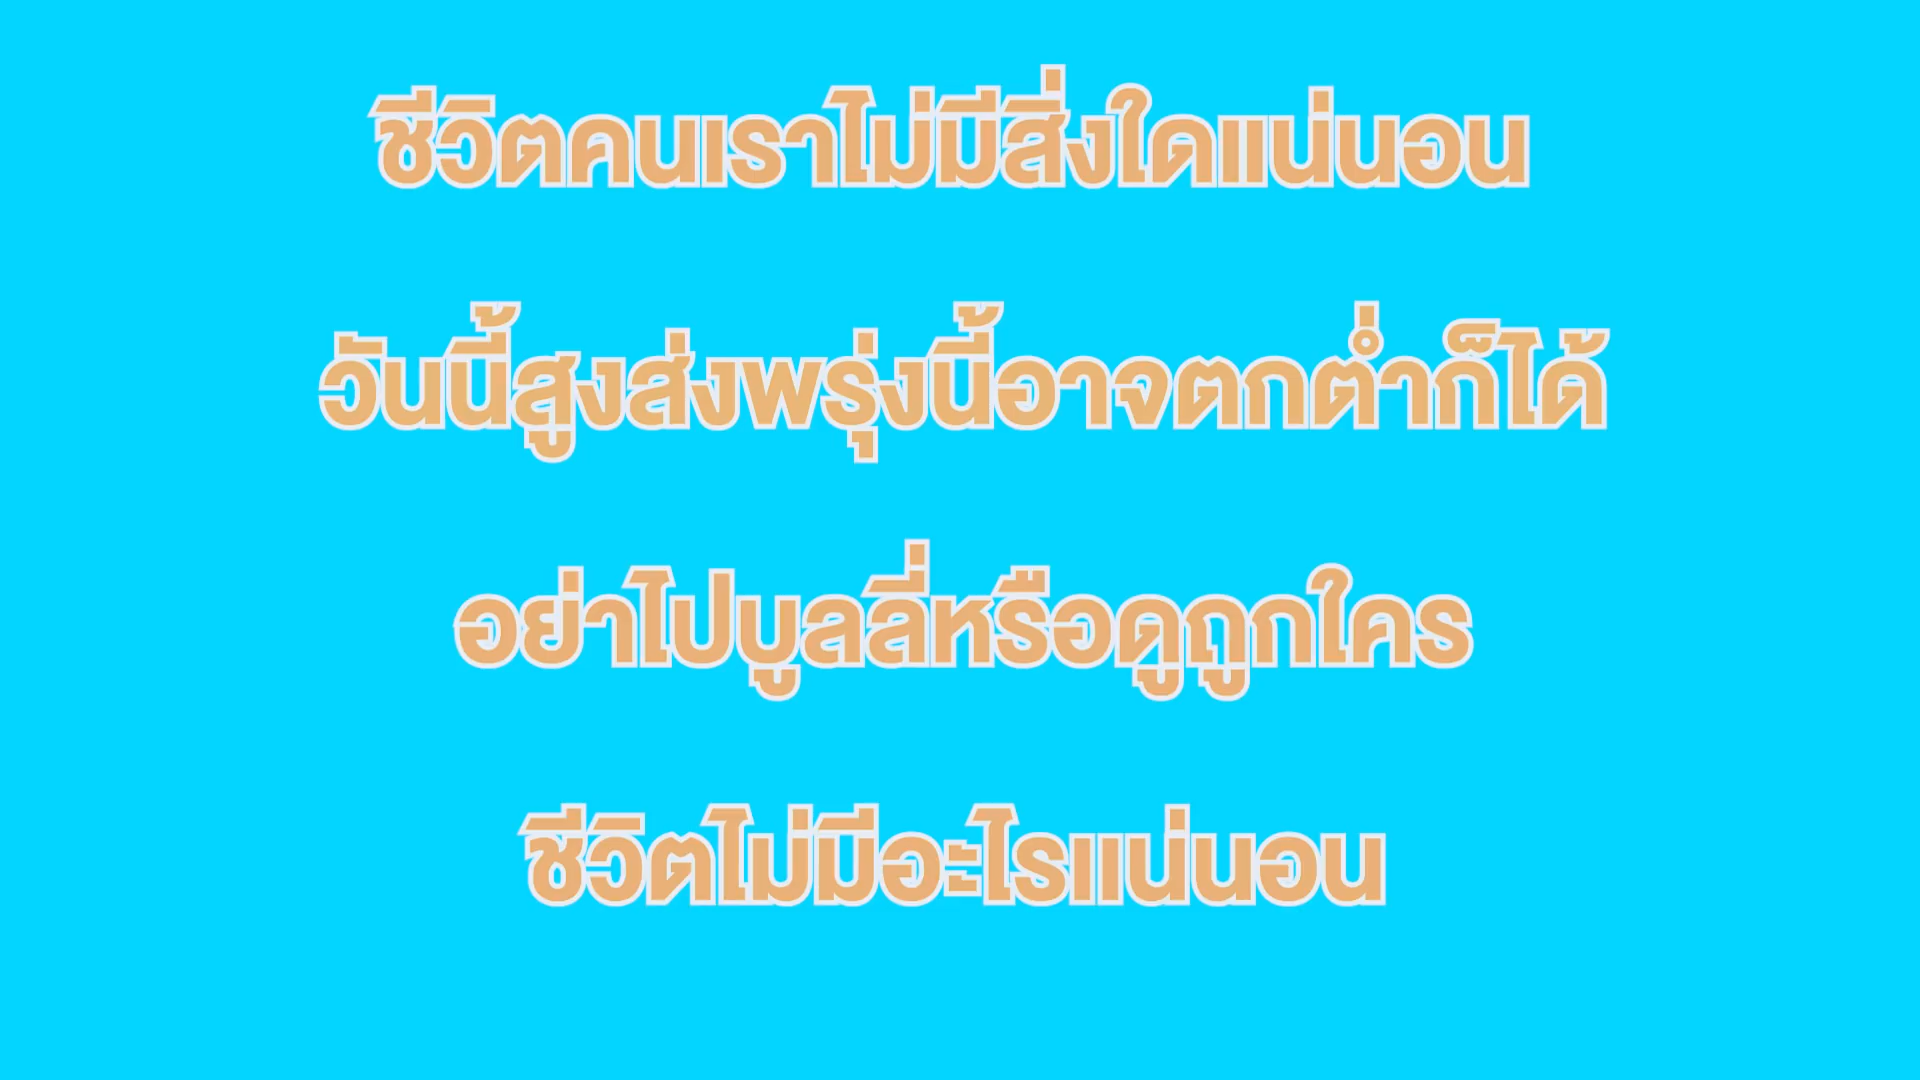 ชีวิตคนเราไม่มีสิ่งใดแน่นอน
วันนี้สูงส่งพรุ่งนี้อาจตกต่ำก็ได้
อย่าไปบูลลี่หรือดูถูกใคร
ชีวิตไม่มีอะไรแน่นอน